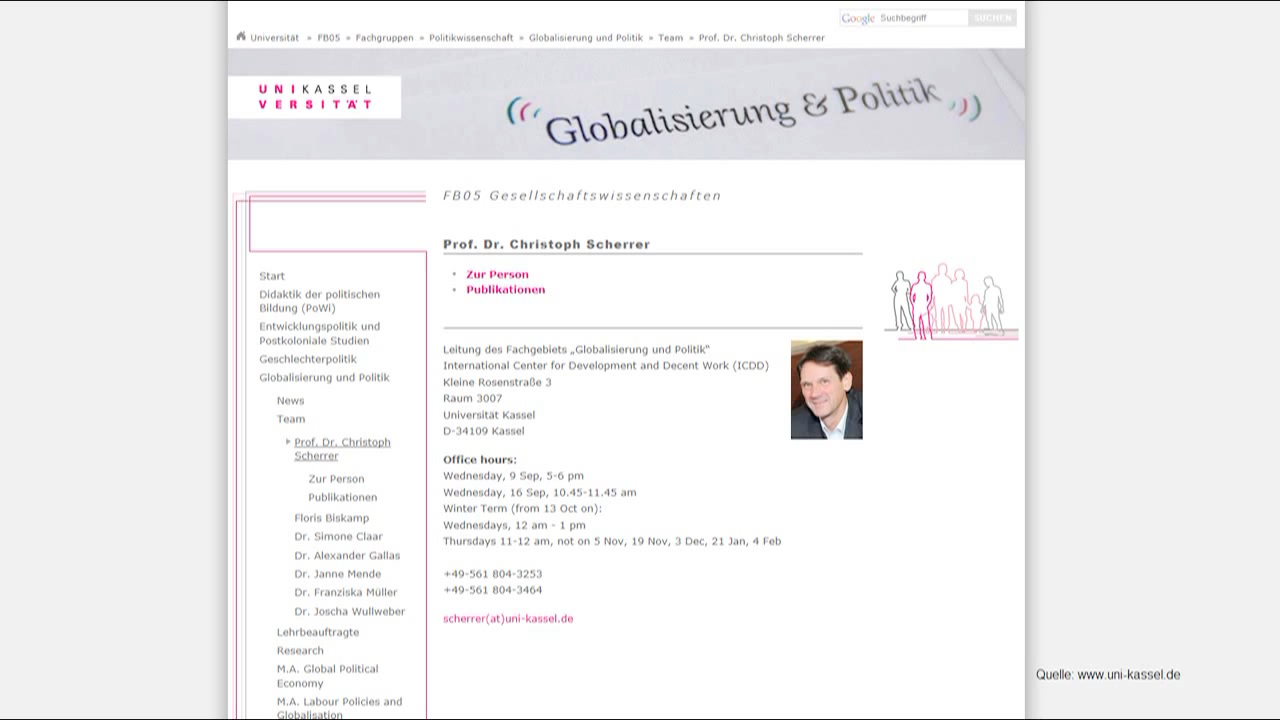 Google Suchbegriff SUCHEN
Universität » FB05 » Fachgruppen » Politikwissenschaft » Globalisierung und Politik » Team » Prof. Dr. Christoph Scherrer
UNIKASSEL
VERSITÄT
Globalisierung & Politik
FB05 Gesellschaftswissenschaften
Prof. Dr. Christoph Scherrer
• Zur Person
• Publikationen
Start
Didaktik der politischen
Bildung (PoWi)
Entwicklungspolitik und
Postkoloniale Studien
Geschlechterpolitik
Globalisierung und Politik
News
Team
Prof. Dr. Christoph
Scherrer
Zur Person
Publikationen
Floris Biskamp
Dr. Simone Claar
Dr. Alexander Gallas
Dr. Janne Mende
Dr. Franziska Müller
Dr. Joscha Wullweber
Lehrbeauftragte
Research
M.A. Global Political
Economy
M.A. Labour Policies and
Globalisation
Leitung des Fachgebiets „Globalisierung und Politik"
International Center for Development and Decent Work (ICDD)
Kleine Rosenstraße 3
Raum 3007
Universität Kassel
D-34109 Kassel
Office hours:
Wednesday, 9 Sep, 5-6 pm
Wednesday, 16 Sep, 10.45-11.45 am
Winter Term (from 13 Oct on):
Wednesdays, 12 am - 1 pm
Thursdays 11-12 am, not on 5 Nov, 19 Nov, 3 Dec, 21 Jan, 4 Feb
+49-561 804-3253
+49-561 804-3464
scherrer(at)uni-kassel.de
Quelle: www.uni-kassel.de